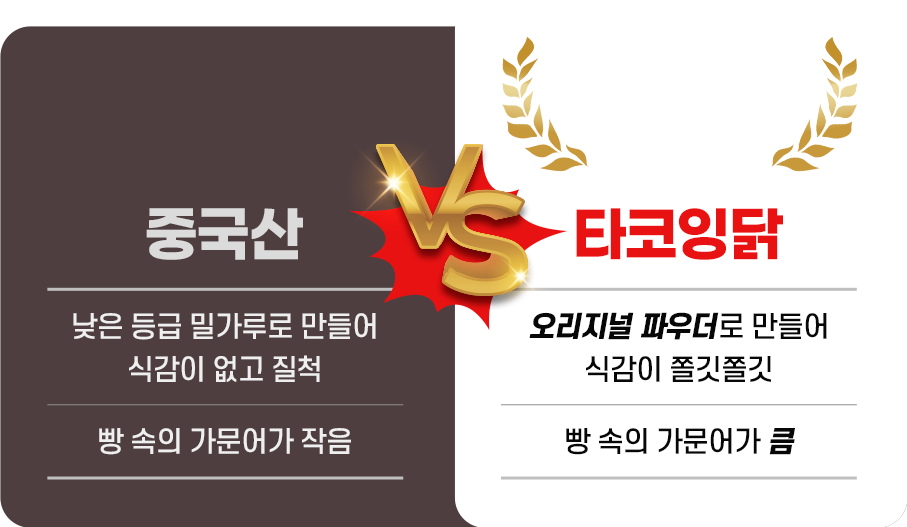 VS
중국산
낮은 등급 밀가루로 만들어
식감이 없고 질척
빵 속의 가문어가 작음
타코잉닭
오리지널 파우더로 만들어
식감이 쫄깃쫄깃
빵 속의 가문어가 큼